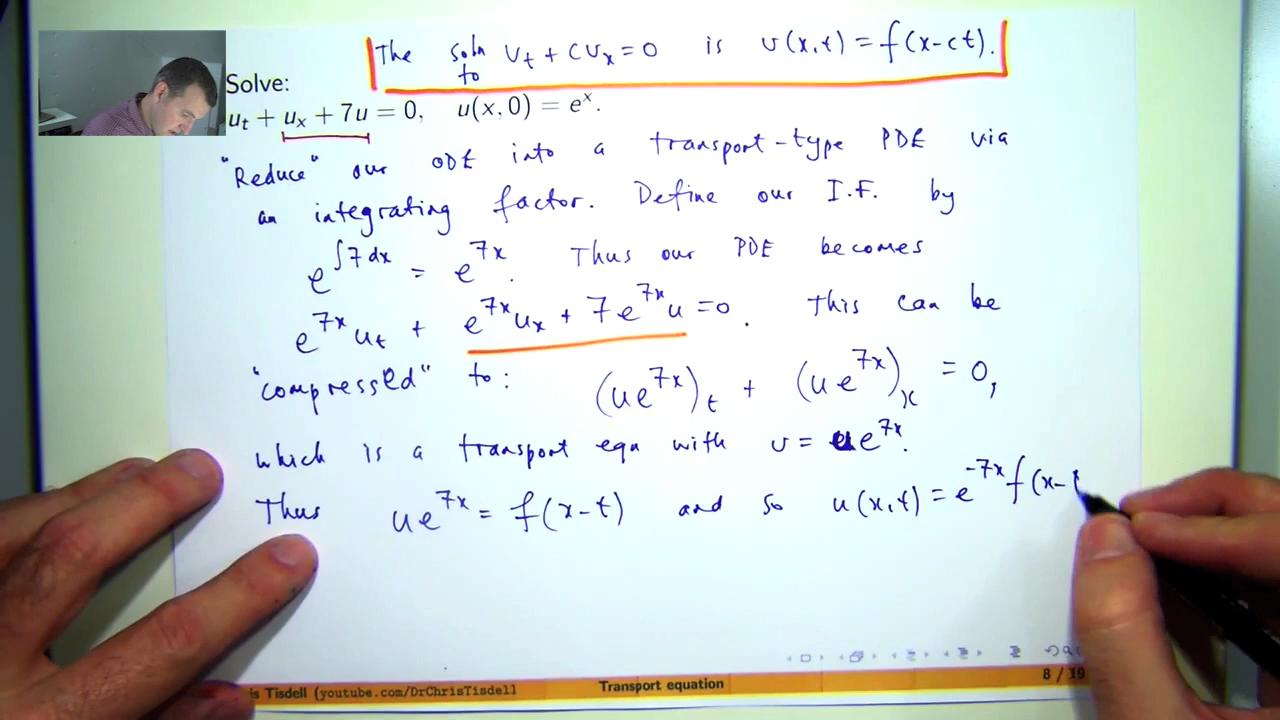 The soln to υ_t + cυ_x = 0 is υ(x,t) = f(x-ct).
Solve:
u_t + u_x + 7u = 0, u(x,0) = e^x.
"Reduce" our ODE into a transport-type PDE via
an integrating factor. Define our I.F. by
e^{∫7dx} = e^{7x}. Thus our PDE becomes
e^{7x}u_t + e^{7x}u_x + 7e^{7x}u = 0. This can be
"compressed" to: (ue^{7x})_t + (ue^{7x})_x = 0,
which is a transport eqn with υ = ue^{7x}.
Thus ue^{7x} = f(x-t) and so u(x,t) = e^{-7x}f(x-
is Tisdell (youtube.com/DrChrisTisdell
Transport equation
8 / 19